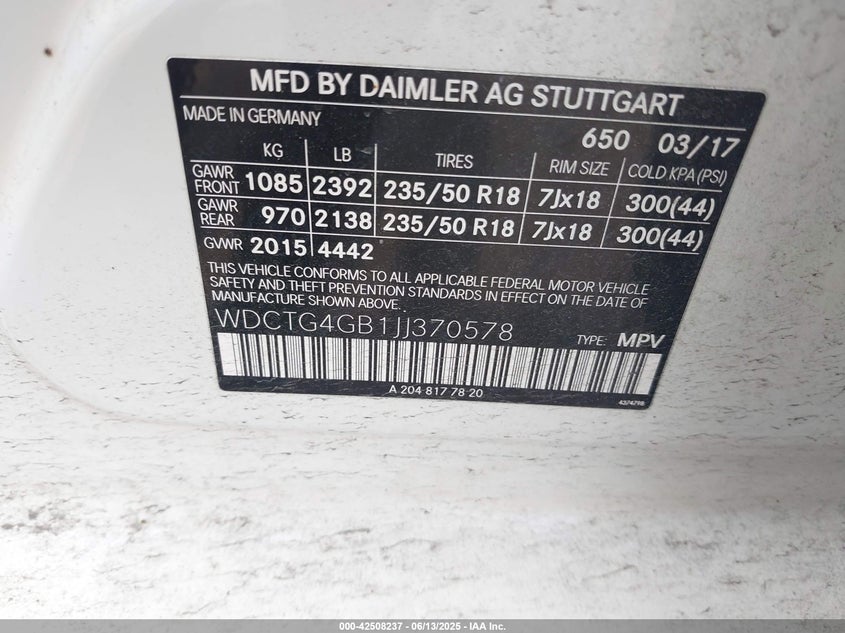 MFD BY DAIMLER AG STUTTGART
MADE IN GERMANY
650 03/17
KG LB TIRES RIM SIZE COLD KPA (PSI)
GAWR FRONT 1085 2392 235/50 R18 7Jx18 300(44)
GAWR REAR 970 2138 235/50 R18 7Jx18 300(44)
GVWR 2015 4442
THIS VEHICLE CONFORMS TO ALL APPLICABLE FEDERAL MOTOR VEHICLE
SAFETY AND THEFT PREVENTION STANDARDS IN EFFECT ON THE DATE OF
MANUFACTURE SHOWN ABOVE.
WDCTG4GB1JJ370578 TYPE: MPV
A 204 817 78 20
4374798
000-42508237 - 06/13/2025 - IAA Inc.